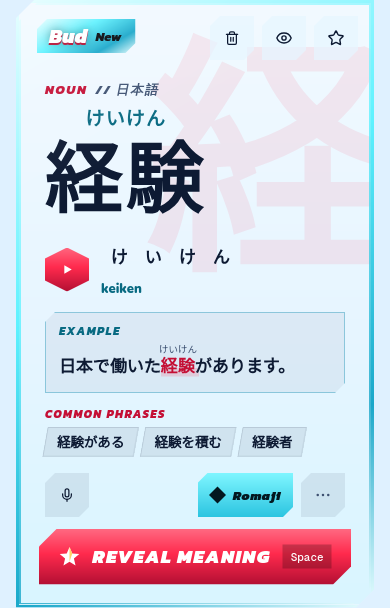 Bud New
NOUN // 日本語
けいけん
経験
け い け ん
keiken
EXAMPLE
けいけん
日本で働いた経験があります。
COMMON PHRASES
経験がある 経験を積む 経験者
Romaji
REVEAL MEANING Space